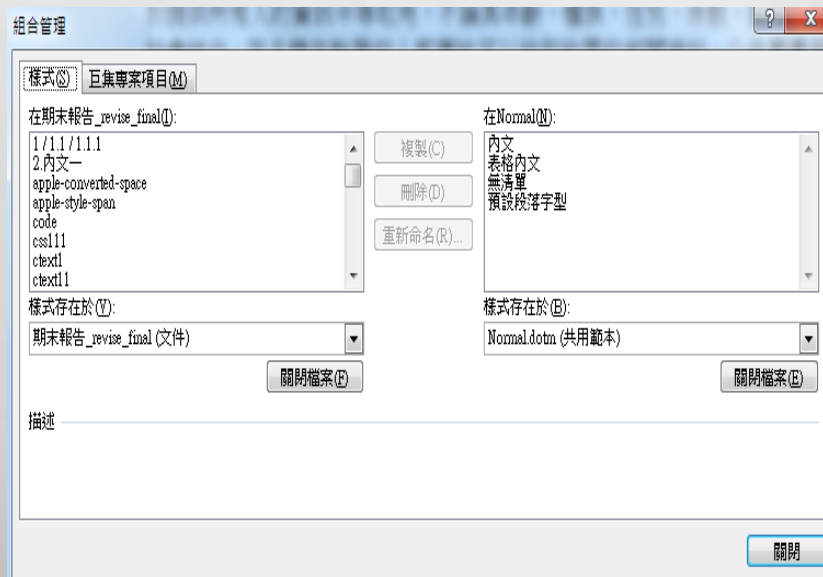 組合管理
樣式(S) 巨集專案項目(M)
在期末報告_revise_final(I):
1 / 1.1 / 1.1.1
2.內文一
apple-converted-space
apple-style-span
code
css111
ctext1
ctext11
樣式存在於(V):
期末報告_revise_final (文件)
關閉檔案(F)
複製(C)
刪除(D)
重新命名(R)...
在Normal(N):
內文
表格內文
無清單
預設段落字型
樣式存在於(B):
Normal.dotm (共用範本)
關閉檔案(E)
描述
關閉